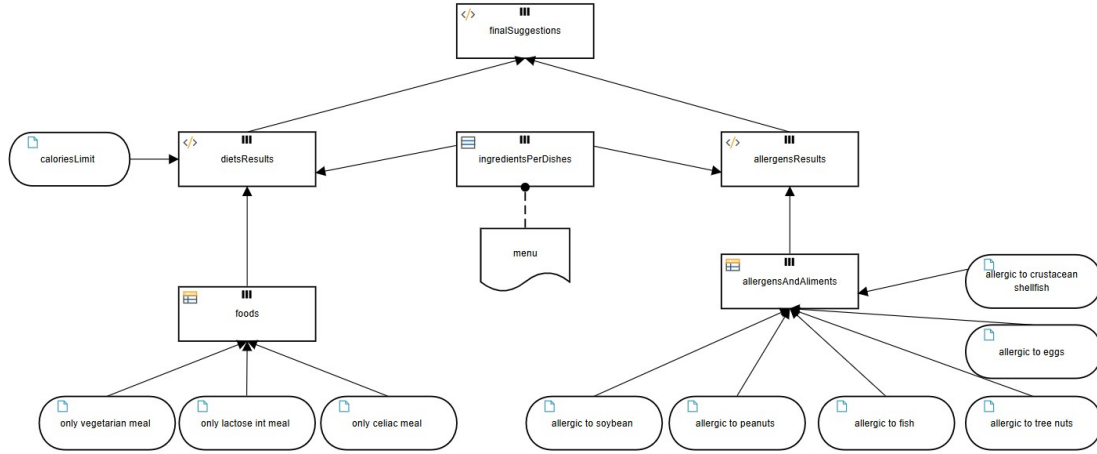 finalSuggestions
caloriesLimit
dietsResults
ingredientsPerDishes
allergensResults
menu
allergensAndAliments
allergic to crustacean
shellfish
foods
allergic to eggs
only vegetarian meal
only lactose int meal
only celiac meal
allergic to soybean
allergic to peanuts
allergic to fish
allergic to tree nuts